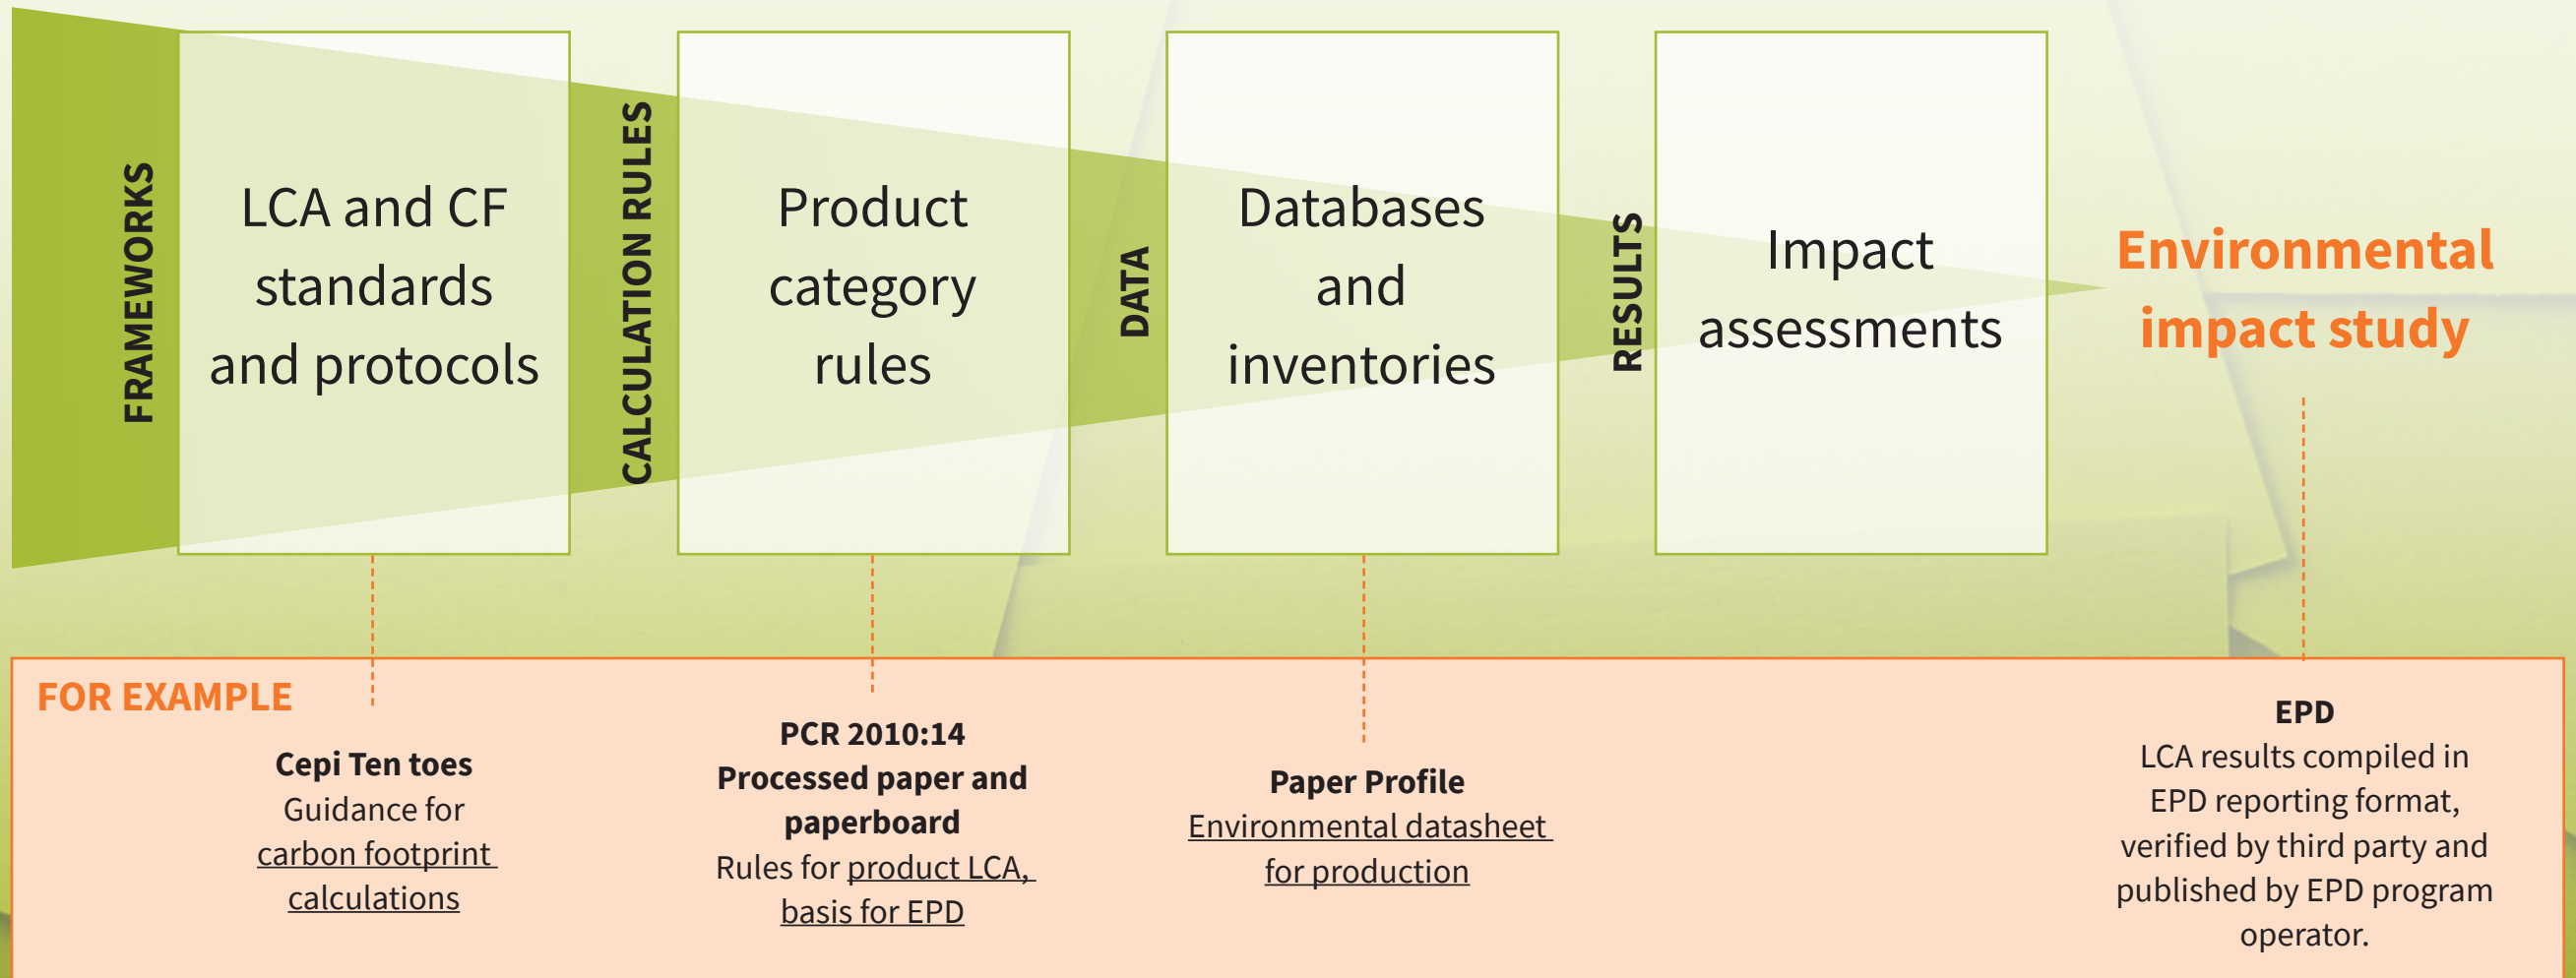 FRAMEWORKS
LCA and CF
standards
and protocols
CALCULATION RULES
Product
category
rules
DATA
Databases
and
inventories
RESULTS
Impact
assessments
Environmental
impact study
FOR EXAMPLE
Cepi Ten toes
Guidance for
carbon footprint
calculations
PCR 2010:14
Processed paper and
paperboard
Rules for product LCA,
basis for EPD
Paper Profile
Environmental datasheet
for production
EPD
LCA results compiled in
EPD reporting format,
verified by third party and
published by EPD program
operator.